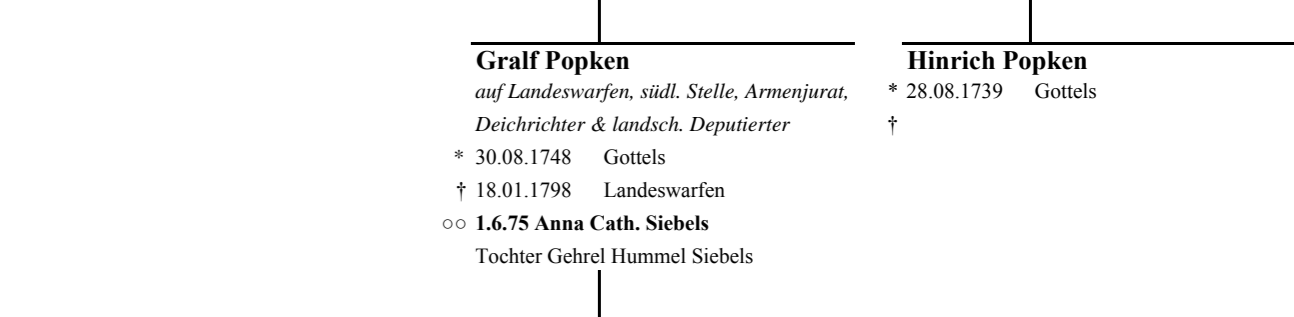 Gralf Popken
auf Landeswarfen, südl. Stelle, Armenjurat,
Deichrichter & landsch. Deputierter
* 30.08.1748 Gottels
† 18.01.1798 Landeswarfen
○○ 1.6.75 Anna Cath. Siebels
Tochter Gehrel Hummel Siebels
Hinrich Popken
* 28.08.1739 Gottels
†